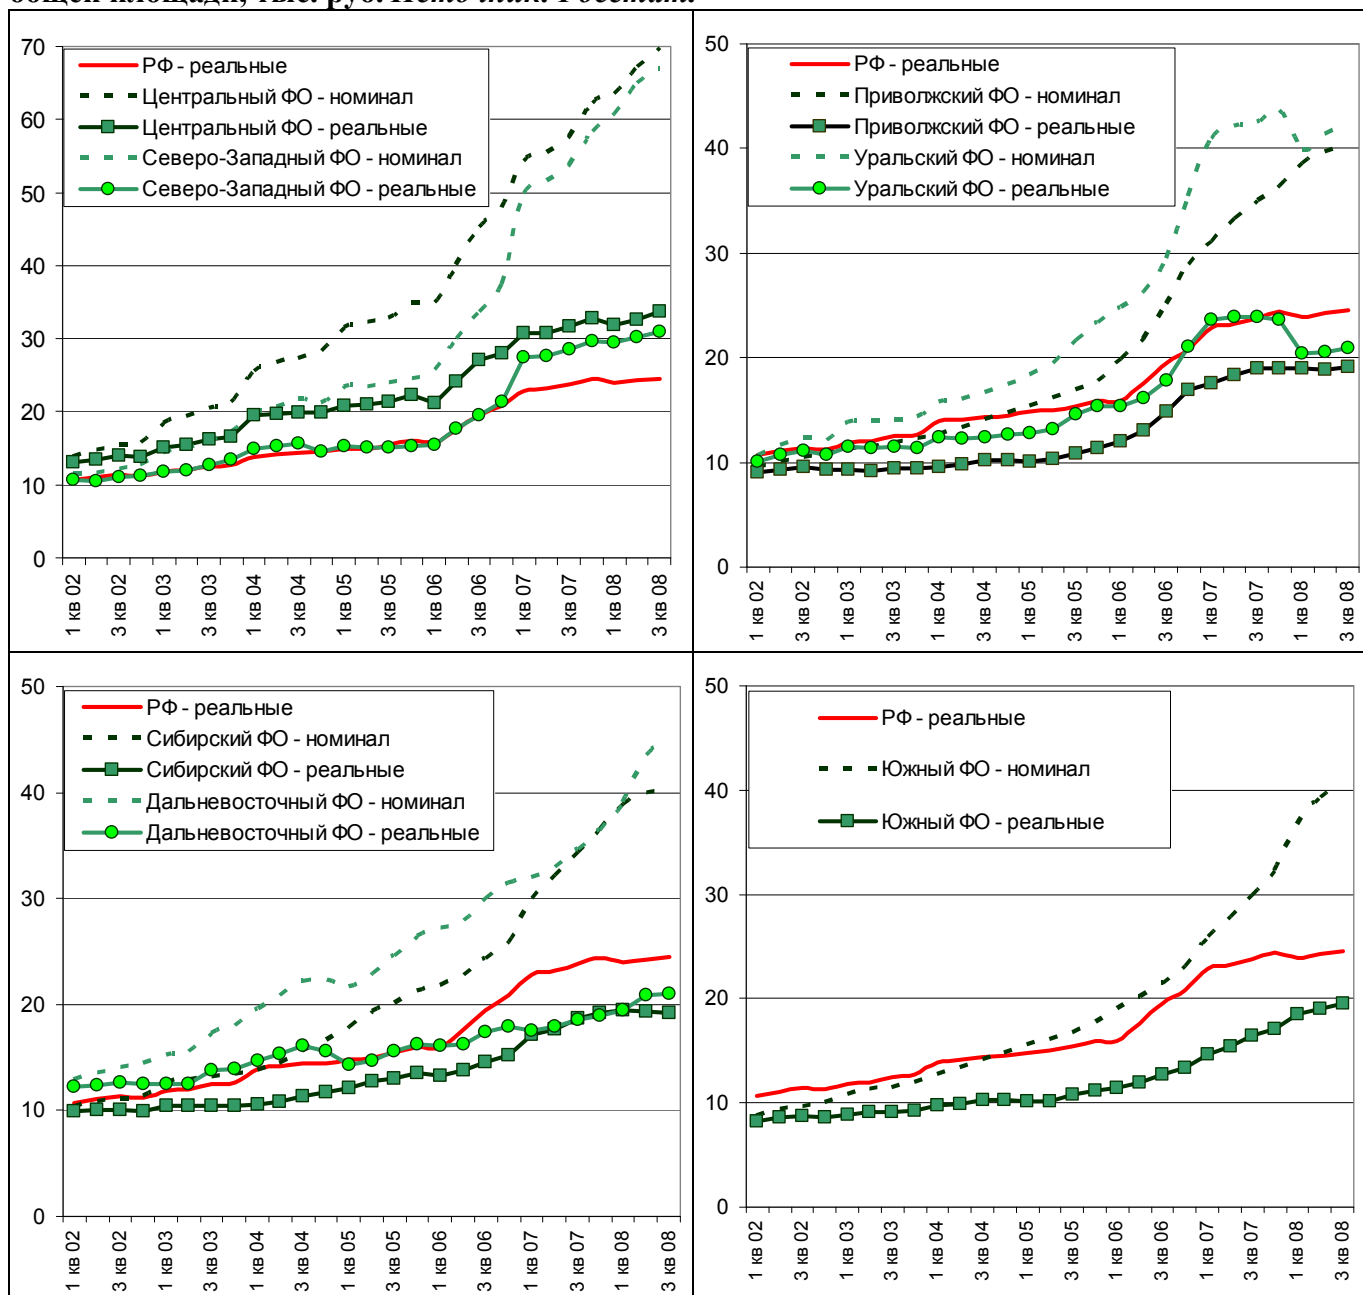 общей площади, тыс. руб. Источник: Росстат.
70
60
50
40
30
20
10
0
РФ - реальные
Центральный ФО - номинал
Центральный ФО - реальные
Северо-Западный ФО - номинал
Северо-Западный ФО - реальные
1 кв 02
3 кв 02
1 кв 03
3 кв 03
1 кв 04
3 кв 04
1 кв 05
3 кв 05
1 кв 06
3 кв 06
1 кв 07
3 кв 07
1 кв 08
3 кв 08
50
40
30
20
10
0
РФ - реальные
Приволжский ФО - номинал
Приволжский ФО - реальные
Уральский ФО - номинал
Уральский ФО - реальные
1 кв 02
3 кв 02
1 кв 03
3 кв 03
1 кв 04
3 кв 04
1 кв 05
3 кв 05
1 кв 06
3 кв 06
1 кв 07
3 кв 07
1 кв 08
3 кв 08
50
40
30
20
10
0
РФ - реальные
Сибирский ФО - номинал
Сибирский ФО - реальные
Дальневосточный ФО - номинал
Дальневосточный ФО - реальные
1 кв 02
3 кв 02
1 кв 03
3 кв 03
1 кв 04
3 кв 04
1 кв 05
3 кв 05
1 кв 06
3 кв 06
1 кв 07
3 кв 07
1 кв 08
3 кв 08
50
40
30
20
10
0
РФ - реальные
Южный ФО - номинал
Южный ФО - реальные
1 кв 02
3 кв 02
1 кв 03
3 кв 03
1 кв 04
3 кв 04
1 кв 05
3 кв 05
1 кв 06
3 кв 06
1 кв 07
3 кв 07
1 кв 08
3 кв 08